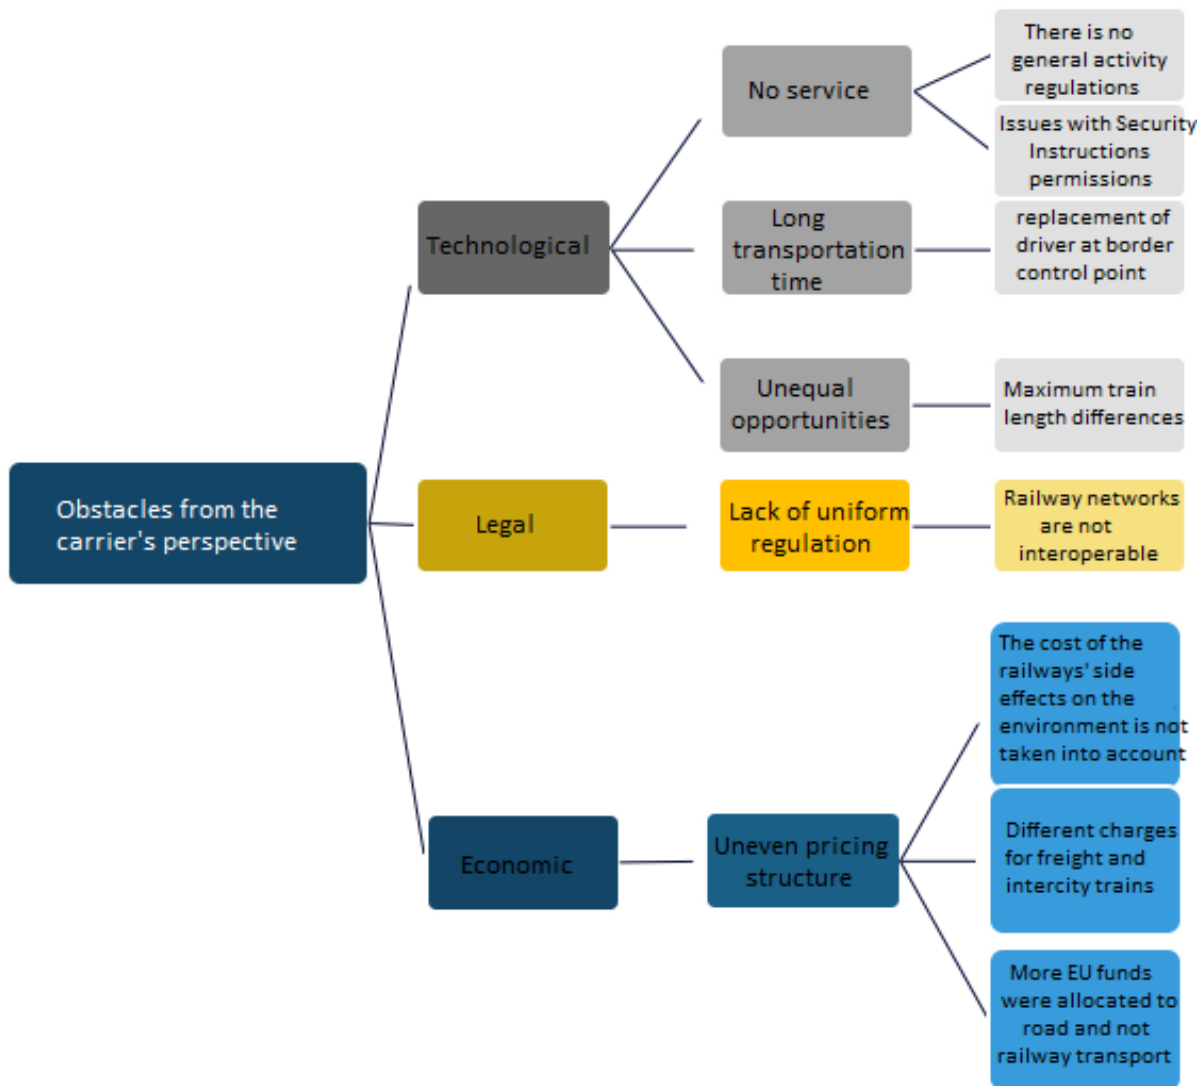 Obstacles from the
carrier's perspective
Technological
No service
There is no
general activity
regulations
Issues with Security
Instructions
permissions
Long
transportation
time
replacement of
driver at border
control point
Unequal
opportunities
Maximum train
length differences
Legal
Lack of uniform
regulation
Railway networks
are not
interoperable
Economic
Uneven pricing
structure
The cost of the
railways' side
effects on the
environment is not
taken into account
Different charges
for freight and
intercity trains
More EU funds
were allocated to
road and not
railway transport